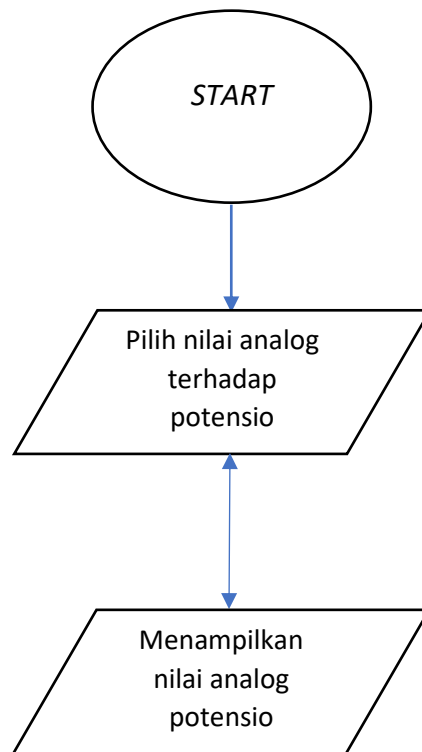 START
Pilih nilai analog
terhadap
potensio
Menampilkan
nilai analog
potensio